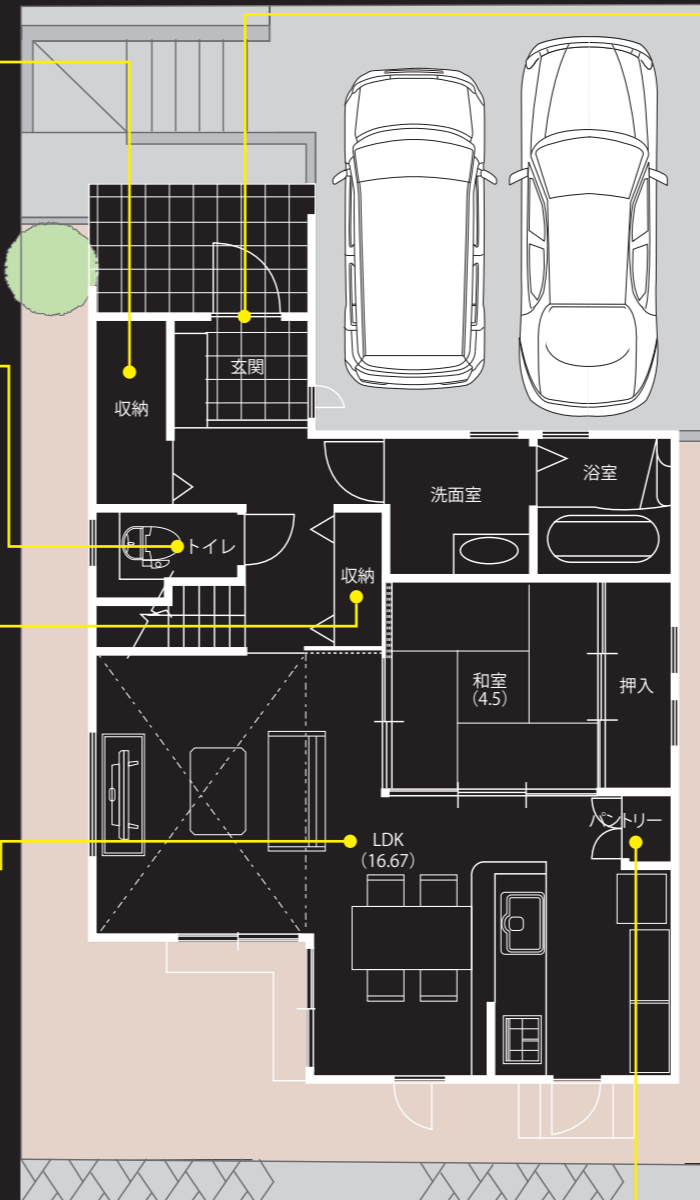 玄関
収納
浴室
洗面室
トイレ
収納
和室
(4.5)
押入
パントリー
LDK
(16.67)